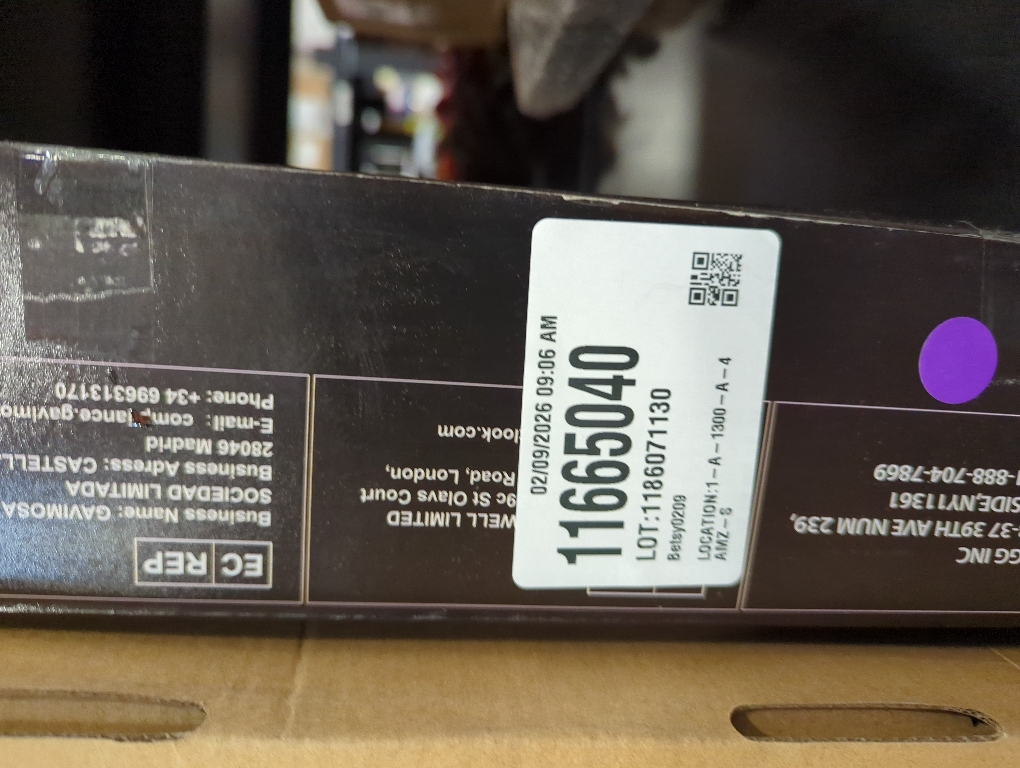 02/09/2026 09:06 AM
11665040
LOT:1186071130
Betsy0209
LOCATION:1-A-1300-A-4
AMZ-S
GG INC
-37 39TH AVE NUM 239,
SIDE,NY11361
1-888-704-7869
WELL LIMITED
9c St Olavs Court
Road, London,
look.com
EC REP
Business Name: GAVIMOSA
SOCIEDAD LIMITADA
Business Adress: CASTELL
28046 Madrid
E-mail:
Phone: +34 696313170